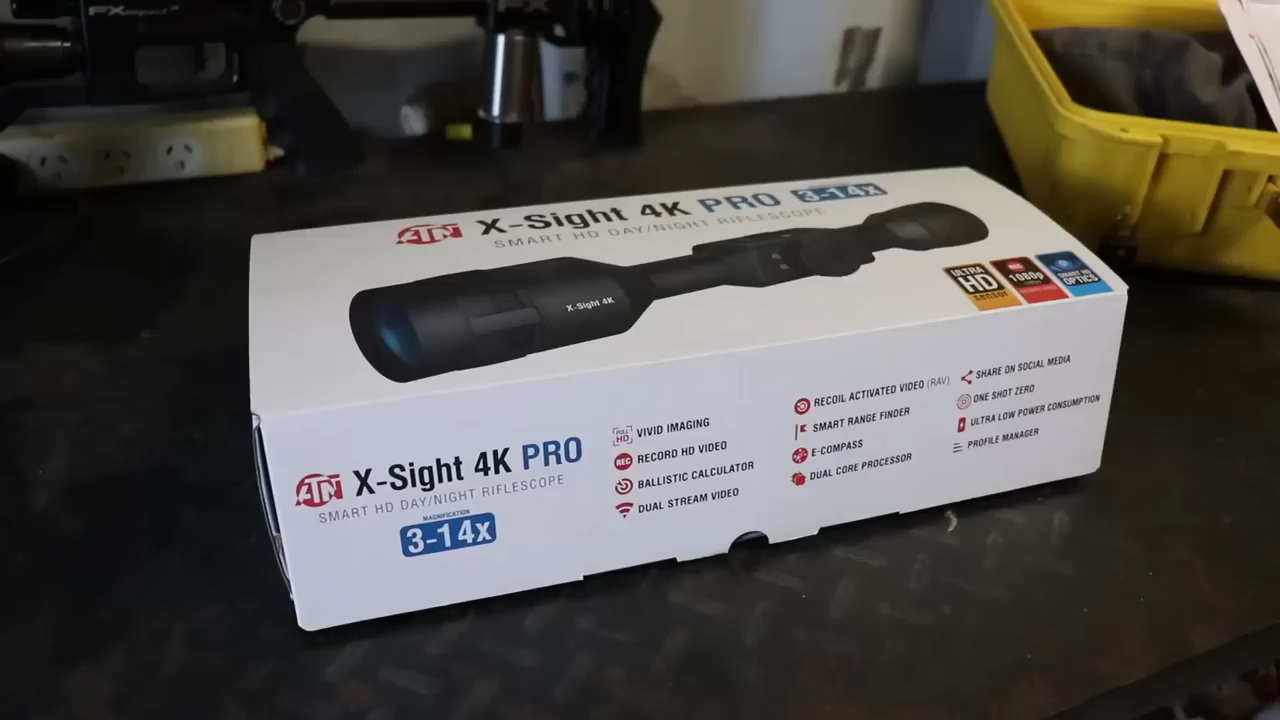 FX impact
ATN X-Sight 4K PRO 3-14x
SMART HD DAY/NIGHT RIFLESCOPE
X-Sight 4K
ULTRA HD sensor
REC 1080p
SMART HD OPTICS
ATN X-Sight 4K PRO
SMART HD DAY/NIGHT RIFLESCOPE
MAGNIFICATION
3-14x
FULL HD VIVID IMAGING
REC RECORD HD VIDEO
BALLISTIC CALCULATOR
DUAL STREAM VIDEO
RECOIL ACTIVATED VIDEO (RAV)
SMART RANGE FINDER
E-COMPASS
DUAL CORE PROCESSOR
SHARE ON SOCIAL MEDIA
ONE SHOT ZERO
ULTRA LOW POWER CONSUMPTION
PROFILE MANAGER